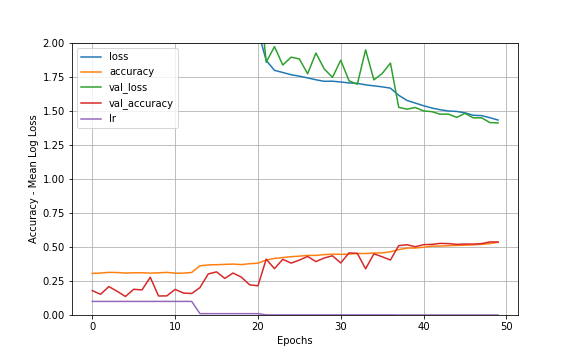 2.00
1.75
1.50
1.25
1.00
0.75
0.50
0.25
0.00
Accuracy - Mean Log Loss
loss
accuracy
val_loss
val_accuracy
lr
0 10 20 30 40 50
Epochs